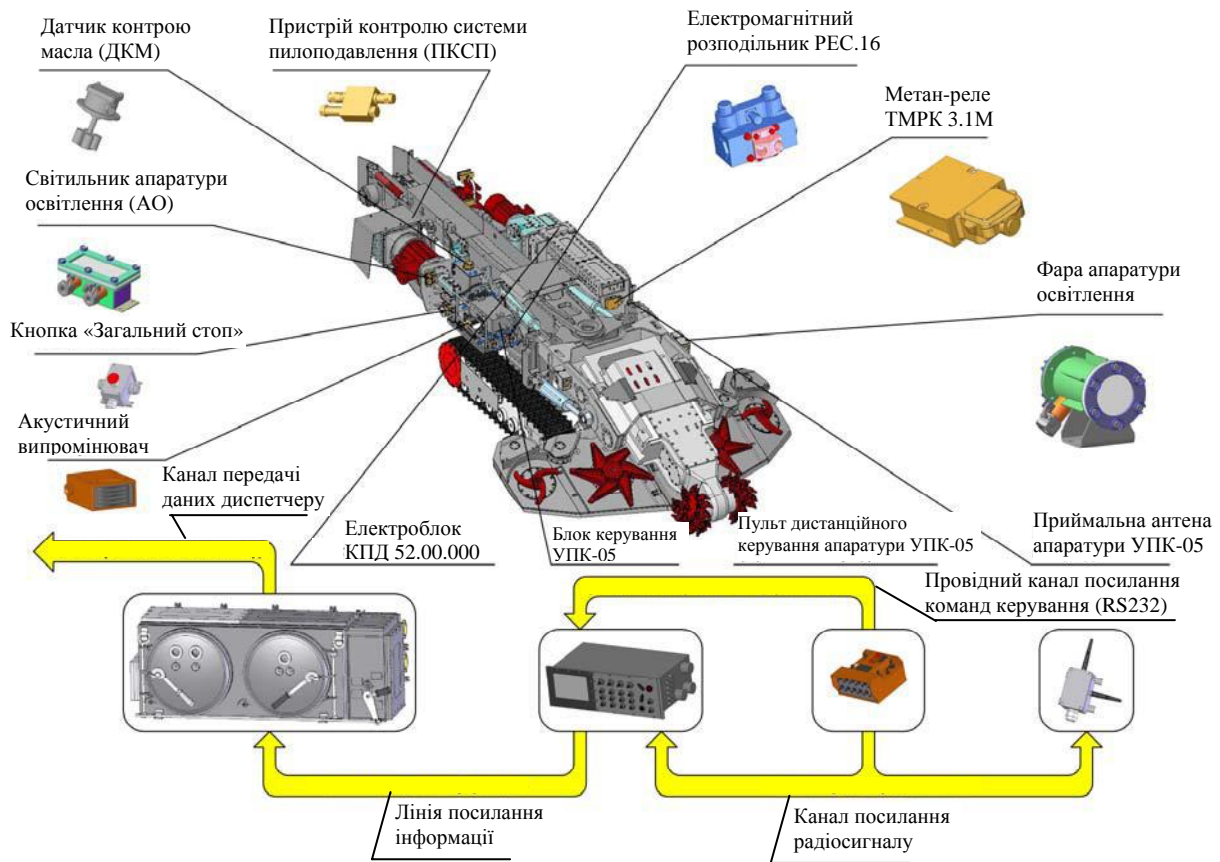 Датчик контрою
масла (ДКМ)
Пристрій контролю системи
пилоподавлення (ПКСП)
Електромагнітний
розподільник РЕС.16
Метан-реле
ТМРК 3.1М
Світильник апаратури
освітлення (АО)
Фара апаратури
освітлення
Кнопка «Загальний стоп»
Акустичний
випромінювач
Канал передачі
даних диспетчеру
Електроблок
КПД 52.00.000
Блок керування
УПК-05
Пульт дистанційного
керування апаратури УПК-05
Приймальна антена
апаратури УПК-05
Провідний канал посилання
команд керування (RS232)
Лінія посилання
інформації
Канал посилання
радіосигналу